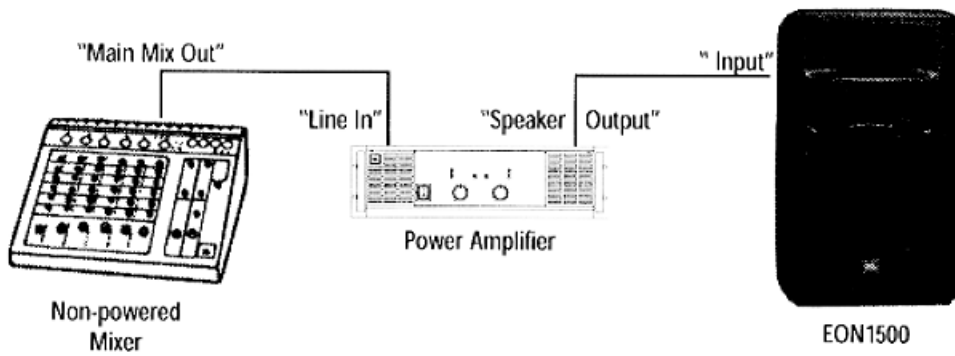 "Main Mix Out"
" Input"
"Line In"
"Speaker Output"
Power Amplifier
Non-powered
Mixer
EON1500